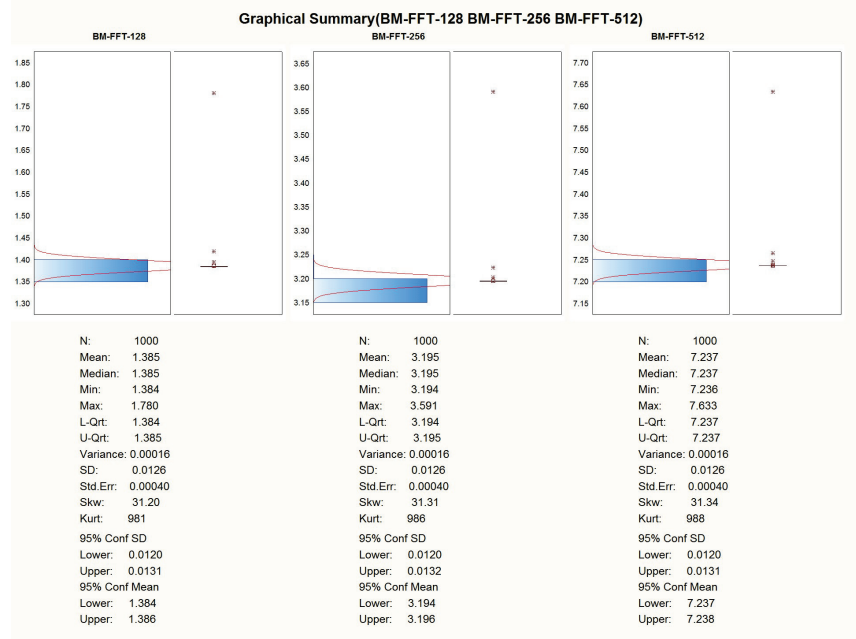 Graphical Summary(BM-FFT-128 BM-FFT-256 BM-FFT-512)
BM-FFT-128
1.85
1.80
1.75
1.70
1.65
1.60
1.55
1.50
1.45
1.40
1.35
1.30
N: 1000
Mean: 1.385
Median: 1.385
Min: 1.384
Max: 1.780
L-Qrt: 1.384
U-Qrt: 1.385
Variance: 0.00016
SD: 0.0126
Std.Err: 0.00040
Skw: 31.20
Kurt: 981
95% Conf SD
Lower: 0.0120
Upper: 0.0131
95% Conf Mean
Lower: 1.384
Upper: 1.386
BM-FFT-256
3.65
3.60
3.55
3.50
3.45
3.40
3.35
3.30
3.25
3.20
3.15
N: 1000
Mean: 3.195
Median: 3.195
Min: 3.194
Max: 3.591
L-Qrt: 3.194
U-Qrt: 3.195
Variance: 0.00016
SD: 0.0126
Std.Err: 0.00040
Skw: 31.31
Kurt: 986
95% Conf SD
Lower: 0.0120
Upper: 0.0132
95% Conf Mean
Lower: 3.194
Upper: 3.196
BM-FFT-512
7.70
7.65
7.60
7.55
7.50
7.45
7.40
7.35
7.30
7.25
7.20
7.15
N: 1000
Mean: 7.237
Median: 7.237
Min: 7.236
Max: 7.633
L-Qrt: 7.237
U-Qrt: 7.237
Variance: 0.00016
SD: 0.0126
Std.Err: 0.00040
Skw: 31.34
Kurt: 988
95% Conf SD
Lower: 0.0120
Upper: 0.0131
95% Conf Mean
Lower: 7.237
Upper: 7.238